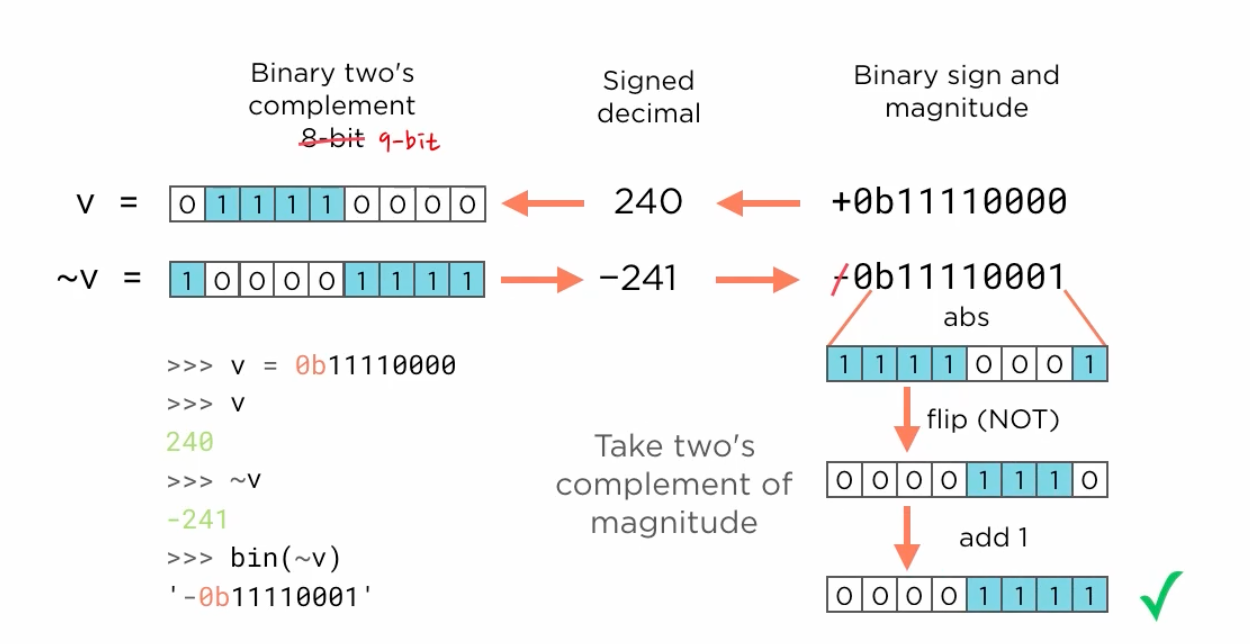 Binary two's
complement
8-bit 9-bit
Signed
decimal
Binary sign and
magnitude
v = 0 1 1 1 1 0 0 0 0 240 +0b11110000
~v = 1 0 0 0 0 1 1 1 1 -241 -0b11110001
abs
1 1 1 1 0 0 0 1
flip (NOT)
0 0 0 0 1 1 1 0
add 1
0 0 0 0 1 1 1 1
Take two's
complement of
magnitude
>>> v = 0b11110000
>>> v
240
>>> ~v
-241
>>> bin(~v)
'-0b11110001'